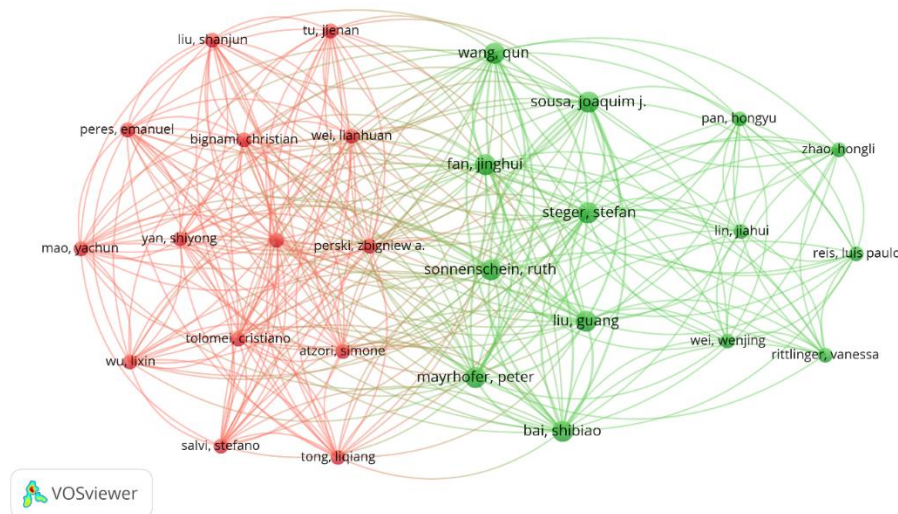 tu, jienan
liu, shanjun
wang, qun
sousa, joaquim j.
pan, hongyu
peres, emanuel
bignami, christian
wei, lianhuan
zhao, hongli
fan, jinghui
steger, stefan
lin, jiahui
mao, yachun
yan, shiyong
perski, zbigniew a.
reis, luis paulo
sonnenschein, ruth
liu, guang
tolomei, cristiano
atzori, simone
wei, wenjing
rittlinger, vanessa
wu, lixin
mayrhofer, peter
bai, shibiao
salvi, stefano
tong, liqiang
VOSviewer